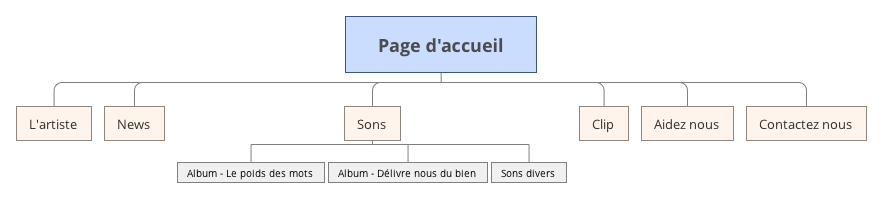 Page d'accueil
L'artiste
News
Sons
Clip
Aidez nous
Contactez nous
Album - Le poids des mots
Album - Délivre nous du bien
Sons divers